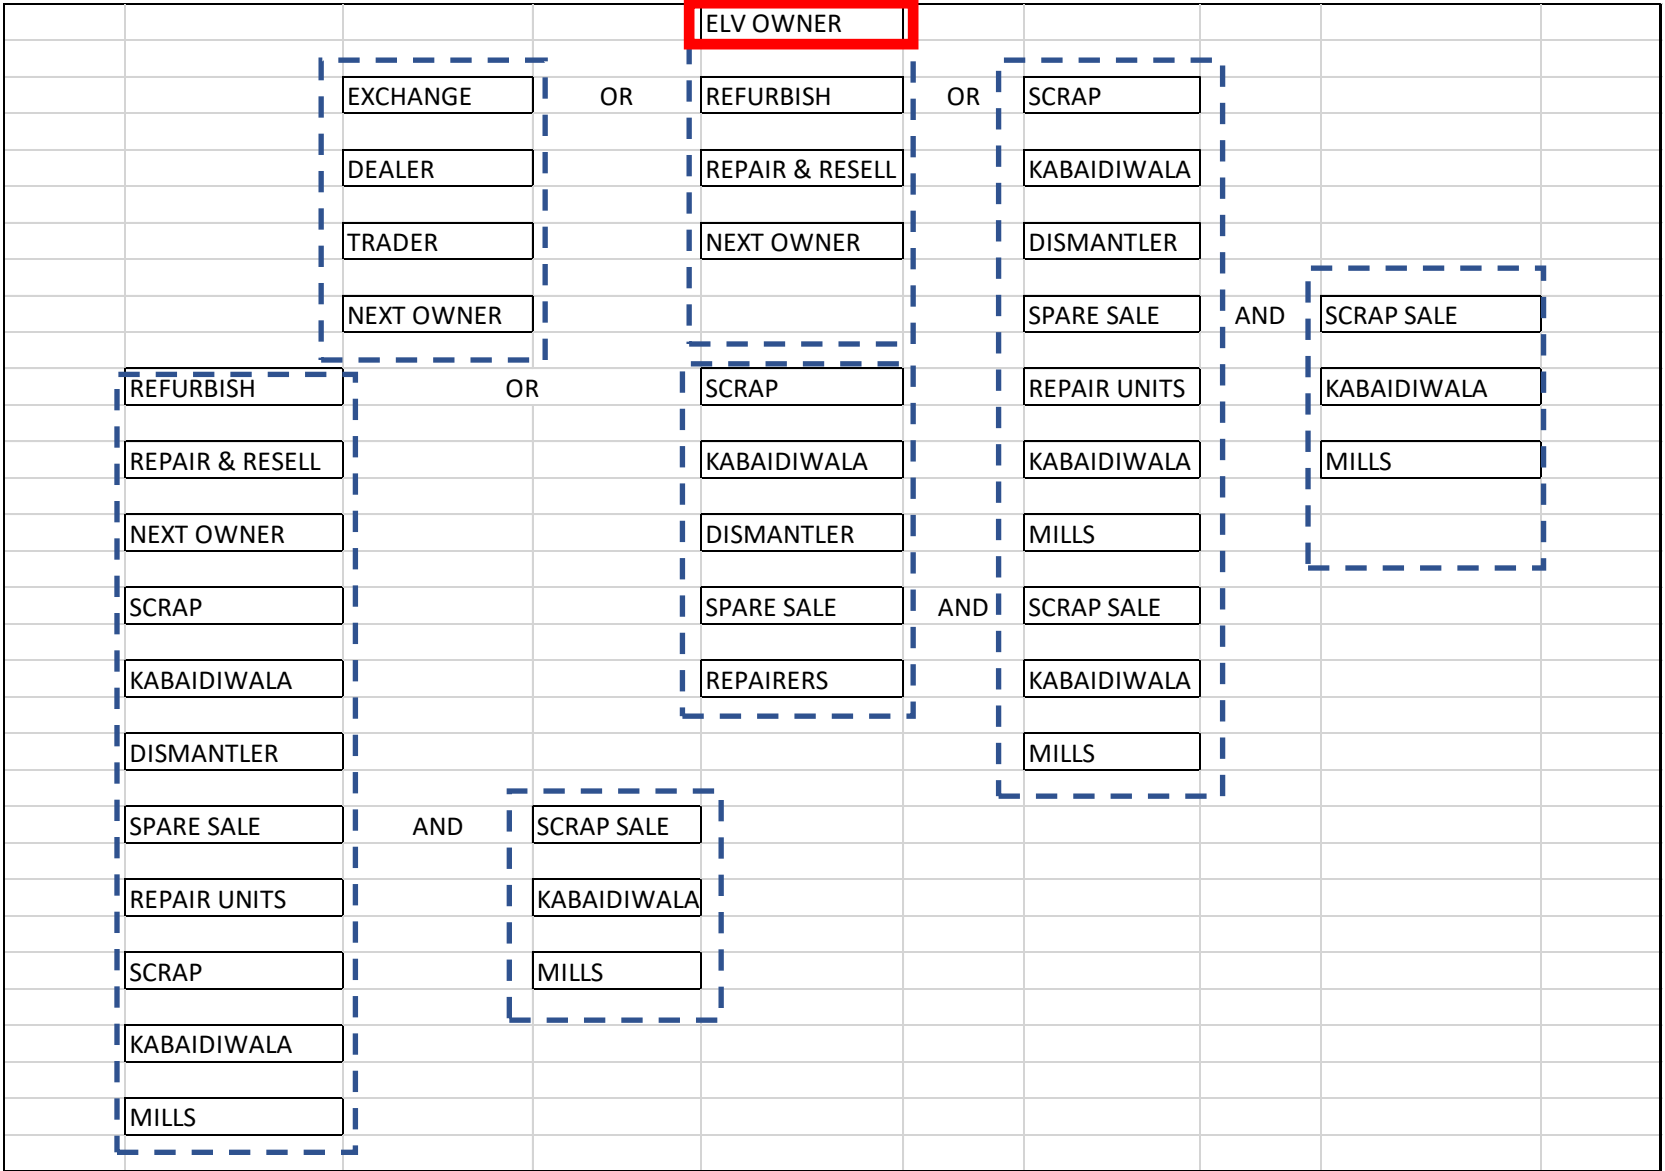 ELV OWNER
EXCHANGE OR REFURBISH OR SCRAP
DEALER REPAIR & RESELL KABAIDIWALA
TRADER NEXT OWNER DISMANTLER
NEXT OWNER SPARE SALE AND SCRAP SALE
REFURBISH OR SCRAP REPAIR UNITS KABAIDIWALA
REPAIR & RESELL KABAIDIWALA KABAIDIWALA MILLS
NEXT OWNER DISMANTLER MILLS
SCRAP SPARE SALE AND SCRAP SALE
KABAIDIWALA REPAIRERS KABAIDIWALA
DISMANTLER MILLS
SPARE SALE AND SCRAP SALE
REPAIR UNITS KABAIDIWALA
SCRAP MILLS
KABAIDIWALA
MILLS